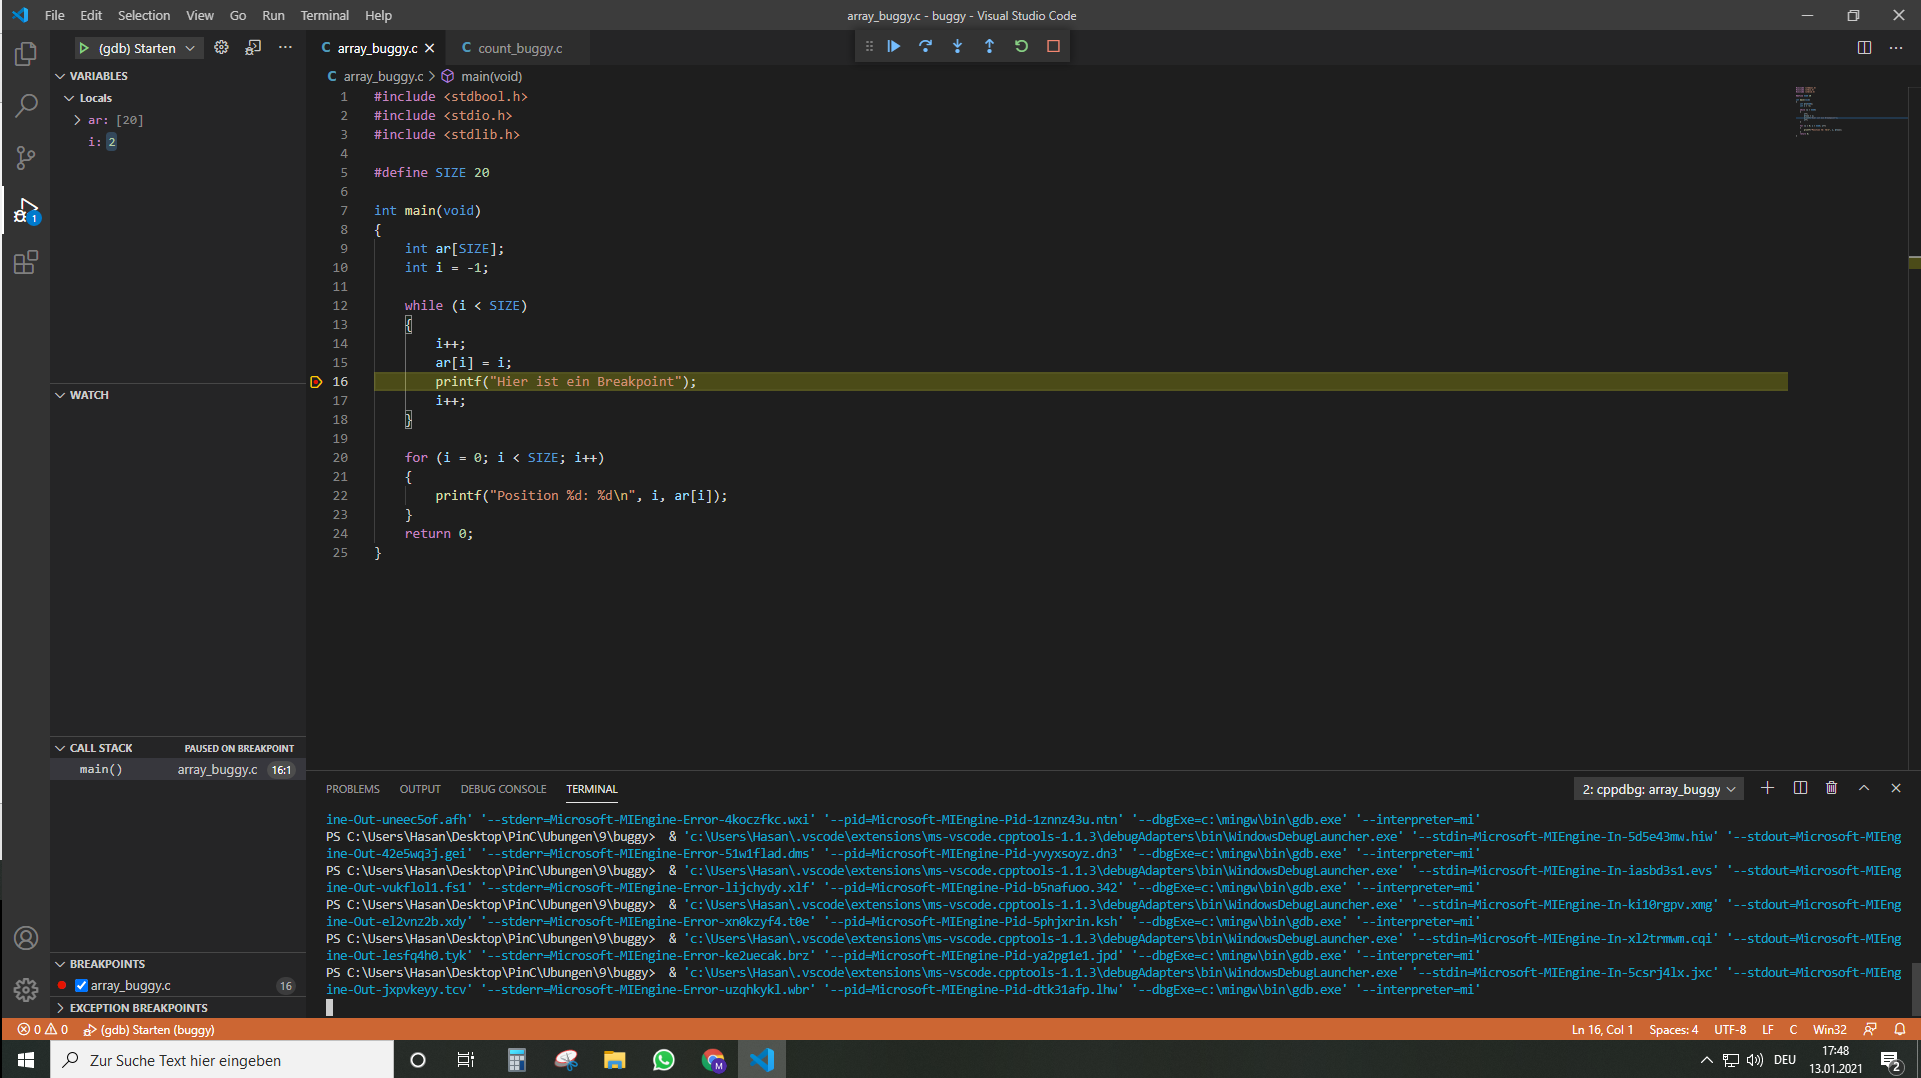 File Edit Selection View Go Run Terminal Help
array_buggy.c - buggy - Visual Studio Code
(gdb) Starten
VARIABLES
Locals
ar: [20]
i: 2
WATCH
CALL STACK PAUSED ON BREAKPOINT
main() array_buggy.c 16:1
BREAKPOINTS
array_buggy.c 16
EXCEPTION BREAKPOINTS
1
array_buggy.c count_buggy.c
C array_buggy.c > main(void)
1 #include <stdbool.h>
2 #include <stdio.h>
3 #include <stdlib.h>
4
5 #define SIZE 20
6
7 int main(void)
8 {
9 int ar[SIZE];
10 int i = -1;
11
12 while (i < SIZE)
13 {
14 i++;
15 ar[i] = i;
16 printf("Hier ist ein Breakpoint");
17 i++;
18 }
19
20 for (i = 0; i < SIZE; i++)
21 {
22 printf("Position %d: %d\n", i, ar[i]);
23 }
24 return 0;
25 }
PROBLEMS OUTPUT DEBUG CONSOLE TERMINAL
2: cppdbg: array_buggy
ine-Out-uneec5of.afh' '--stderr=Microsoft-MIEngine-Error-4koczfkc.wxi' '--pid=Microsoft-MIEngine-Pid-1znnz43u.ntn' '--dbgExe=c:\mingw\bin\gdb.exe' '--interpreter=mi'
PS C:\Users\Hasan\Desktop\PinC\Übungen\9\buggy> & 'c:\Users\Hasan\.vscode\extensions\ms-vscode.cpptools-1.1.3\debugAdapters\bin\WindowsDebugLauncher.exe' '--stdin=Microsoft-MIEngine-In-5d5e43mw.hiw' '--stdout=Microsoft-MIEng
ine-Out-42e5wq3j.gei' '--stderr=Microsoft-MIEngine-Error-51w1flad.dms' '--pid=Microsoft-MIEngine-Pid-yvyxsoyz.dn3' '--dbgExe=c:\mingw\bin\gdb.exe' '--interpreter=mi'
PS C:\Users\Hasan\Desktop\PinC\Übungen\9\buggy> & 'c:\Users\Hasan\.vscode\extensions\ms-vscode.cpptools-1.1.3\debugAdapters\bin\WindowsDebugLauncher.exe' '--stdin=Microsoft-MIEngine-In-iasbd3s1.evs' '--stdout=Microsoft-MIEng
ine-Out-vukflol1.fs1' '--stderr=Microsoft-MIEngine-Error-lijchydy.xlf' '--pid=Microsoft-MIEngine-Pid-b5nafuoo.342' '--dbgExe=c:\mingw\bin\gdb.exe' '--interpreter=mi'
PS C:\Users\Hasan\Desktop\PinC\Übungen\9\buggy> & 'c:\Users\Hasan\.vscode\extensions\ms-vscode.cpptools-1.1.3\debugAdapters\bin\WindowsDebugLauncher.exe' '--stdin=Microsoft-MIEngine-In-ki10rgpv.xmg' '--stdout=Microsoft-MIEng
ine-Out-el2vnz2b.xdy' '--stderr=Microsoft-MIEngine-Error-xn0kzyf4.t0e' '--pid=Microsoft-MIEngine-Pid-5phjxrin.ksh' '--dbgExe=c:\mingw\bin\gdb.exe' '--interpreter=mi'
PS C:\Users\Hasan\Desktop\PinC\Übungen\9\buggy> & 'c:\Users\Hasan\.vscode\extensions\ms-vscode.cpptools-1.1.3\debugAdapters\bin\WindowsDebugLauncher.exe' '--stdin=Microsoft-MIEngine-In-xl2trmwm.cqi' '--stdout=Microsoft-MIEng
ine-Out-lesfq4h0.tyk' '--stderr=Microsoft-MIEngine-Error-ke2uecak.brz' '--pid=Microsoft-MIEngine-Pid-ya2pg1e1.jpd' '--dbgExe=c:\mingw\bin\gdb.exe' '--interpreter=mi'
PS C:\Users\Hasan\Desktop\PinC\Übungen\9\buggy> & 'c:\Users\Hasan\.vscode\extensions\ms-vscode.cpptools-1.1.3\debugAdapters\bin\WindowsDebugLauncher.exe' '--stdin=Microsoft-MIEngine-In-5csrj4lx.jxc' '--stdout=Microsoft-MIEng
ine-Out-jxpvkeyy.tcv' '--stderr=Microsoft-MIEngine-Error-uzqhkykl.wbr' '--pid=Microsoft-MIEngine-Pid-dtk31afp.lhw' '--dbgExe=c:\mingw\bin\gdb.exe' '--interpreter=mi'
0 0 (gdb) Starten (buggy)
Ln 16, Col 1 Spaces: 4 UTF-8 LF C Win32
Zur Suche Text hier eingeben
M
DEU 17:48
13.01.2021
2